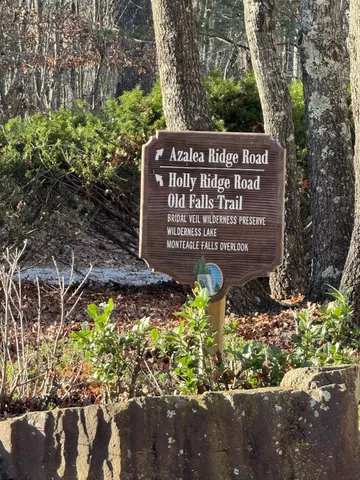 Azalea Ridge Road
Holly Ridge Road
Old Falls Trail
BRIDAL VEIL WILDERNESS PRESERVE
WILDERNESS LAKE
MONTEAGLE FALLS OVERLOOK